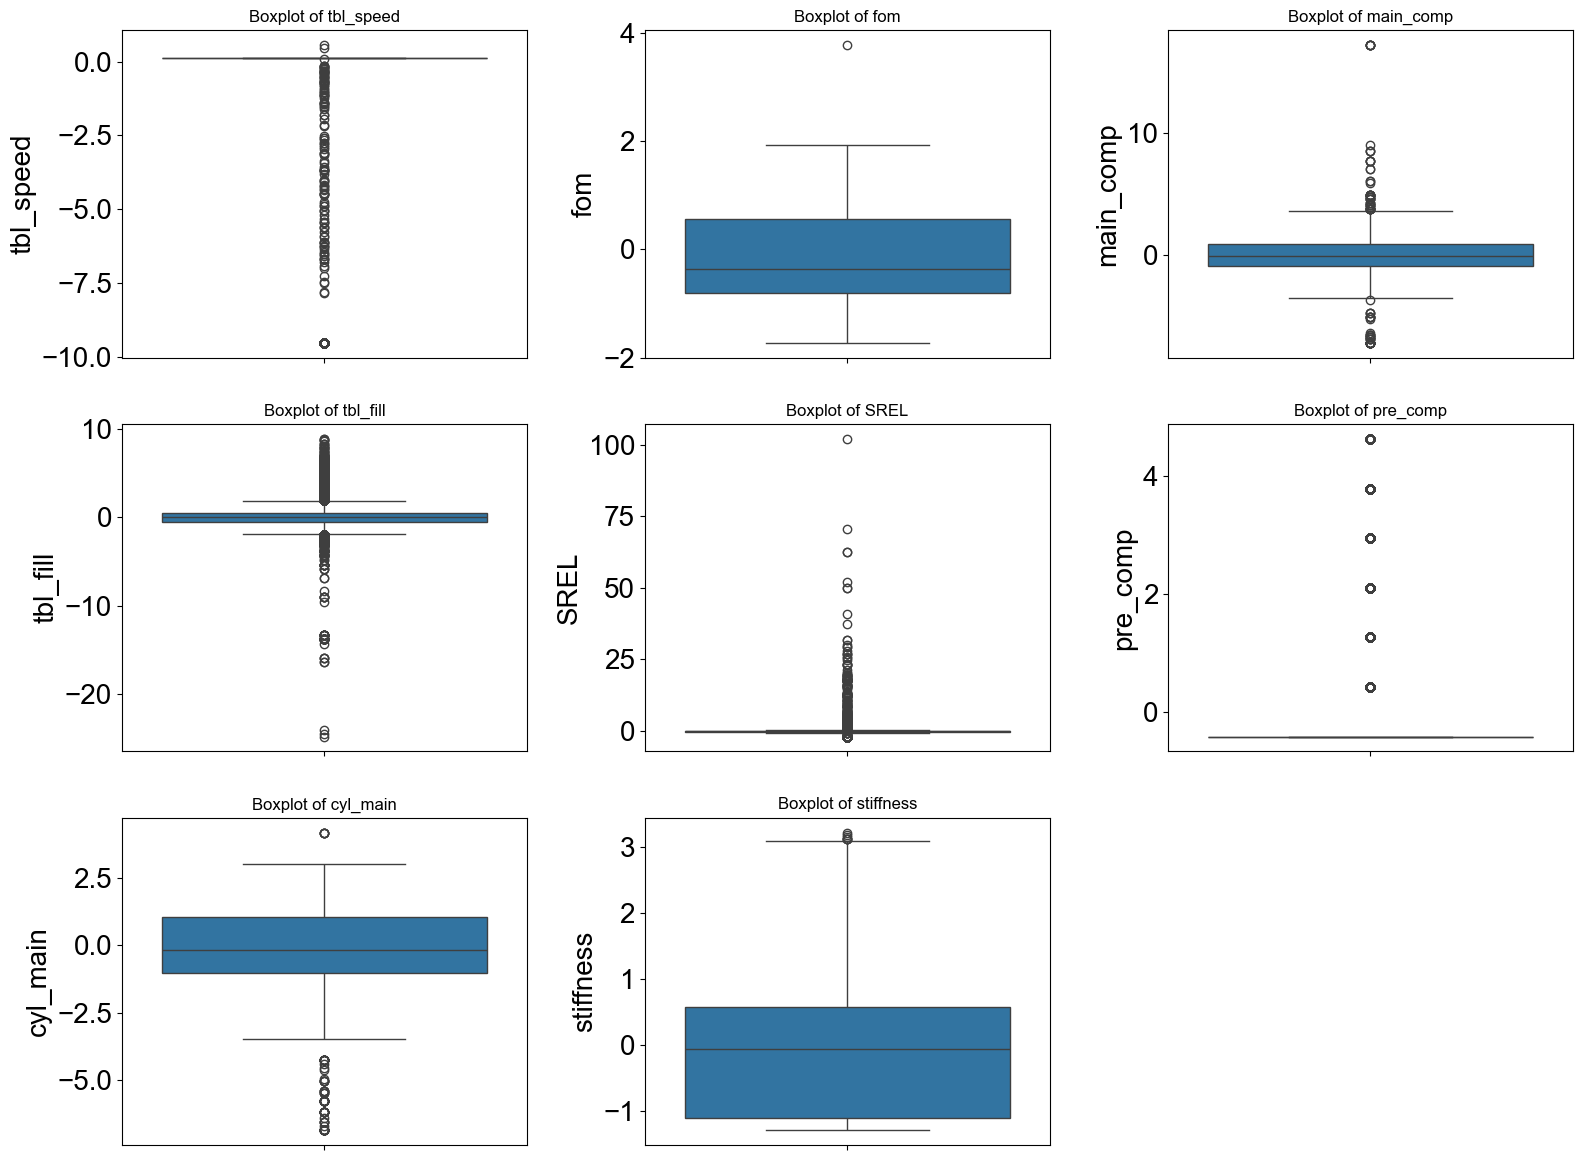 Boxplot of tbl_speed
tbl_speed
0.0
−2.5
−5.0
−7.5
−10.0
Boxplot of fom
fom
4
2
0
−2
Boxplot of main_comp
main_comp
10
0
Boxplot of tbl_fill
tbl_fill
10
0
−10
−20
Boxplot of SREL
SREL
100
75
50
25
0
Boxplot of pre_comp
pre_comp
4
2
0
Boxplot of cyl_main
cyl_main
2.5
0.0
−2.5
−5.0
Boxplot of stiffness
stiffness
3
2
1
0
−1